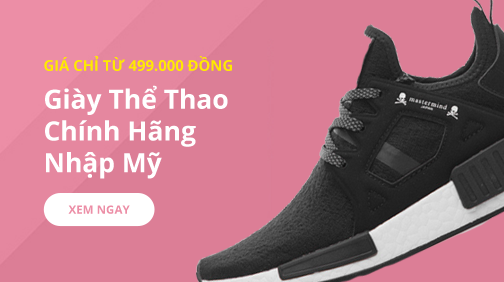 GIÁ CHỈ TỪ 499.000 ĐỒNG
Giày Thể Thao
Chính Hãng
Nhập Mỹ
XEM NGAY
mastermind
JAPAN